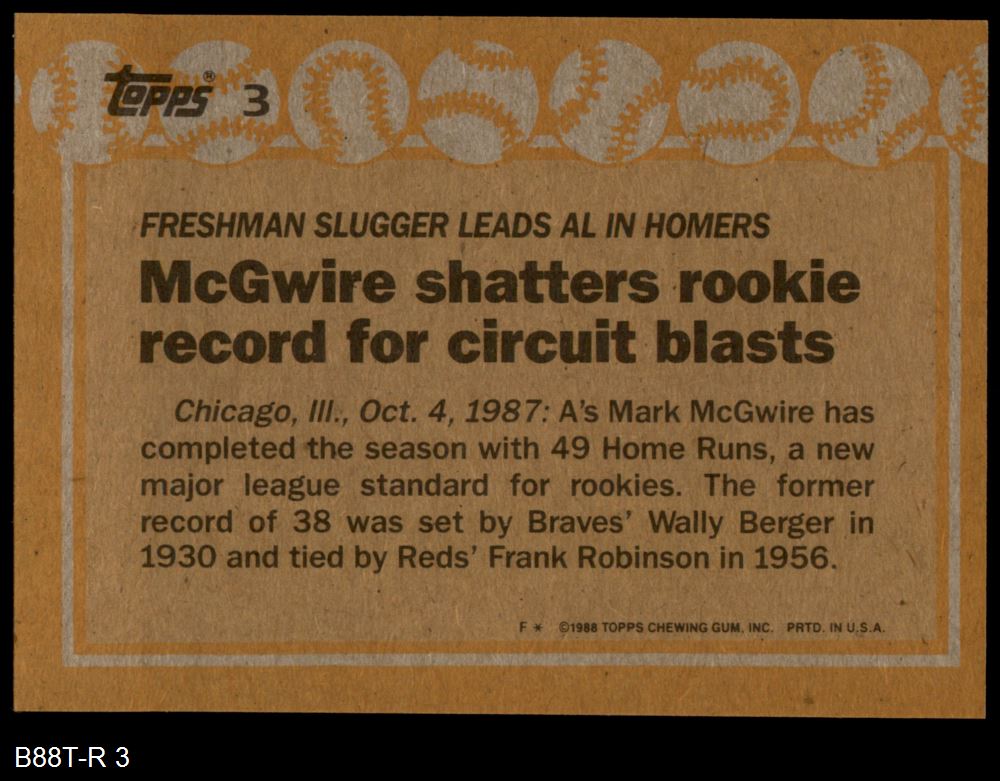 topps® 3
FRESHMAN SLUGGER LEADS AL IN HOMERS
McGwire shatters rookie
record for circuit blasts
Chicago, Ill., Oct. 4, 1987: A's Mark McGwire has
completed the season with 49 Home Runs, a new
major league standard for rookies. The former
record of 38 was set by Braves' Wally Berger in
1930 and tied by Reds' Frank Robinson in 1956.
F * ©1988 TOPPS CHEWING GUM, INC. PRTD. IN U.S.A.
B88T-R 3